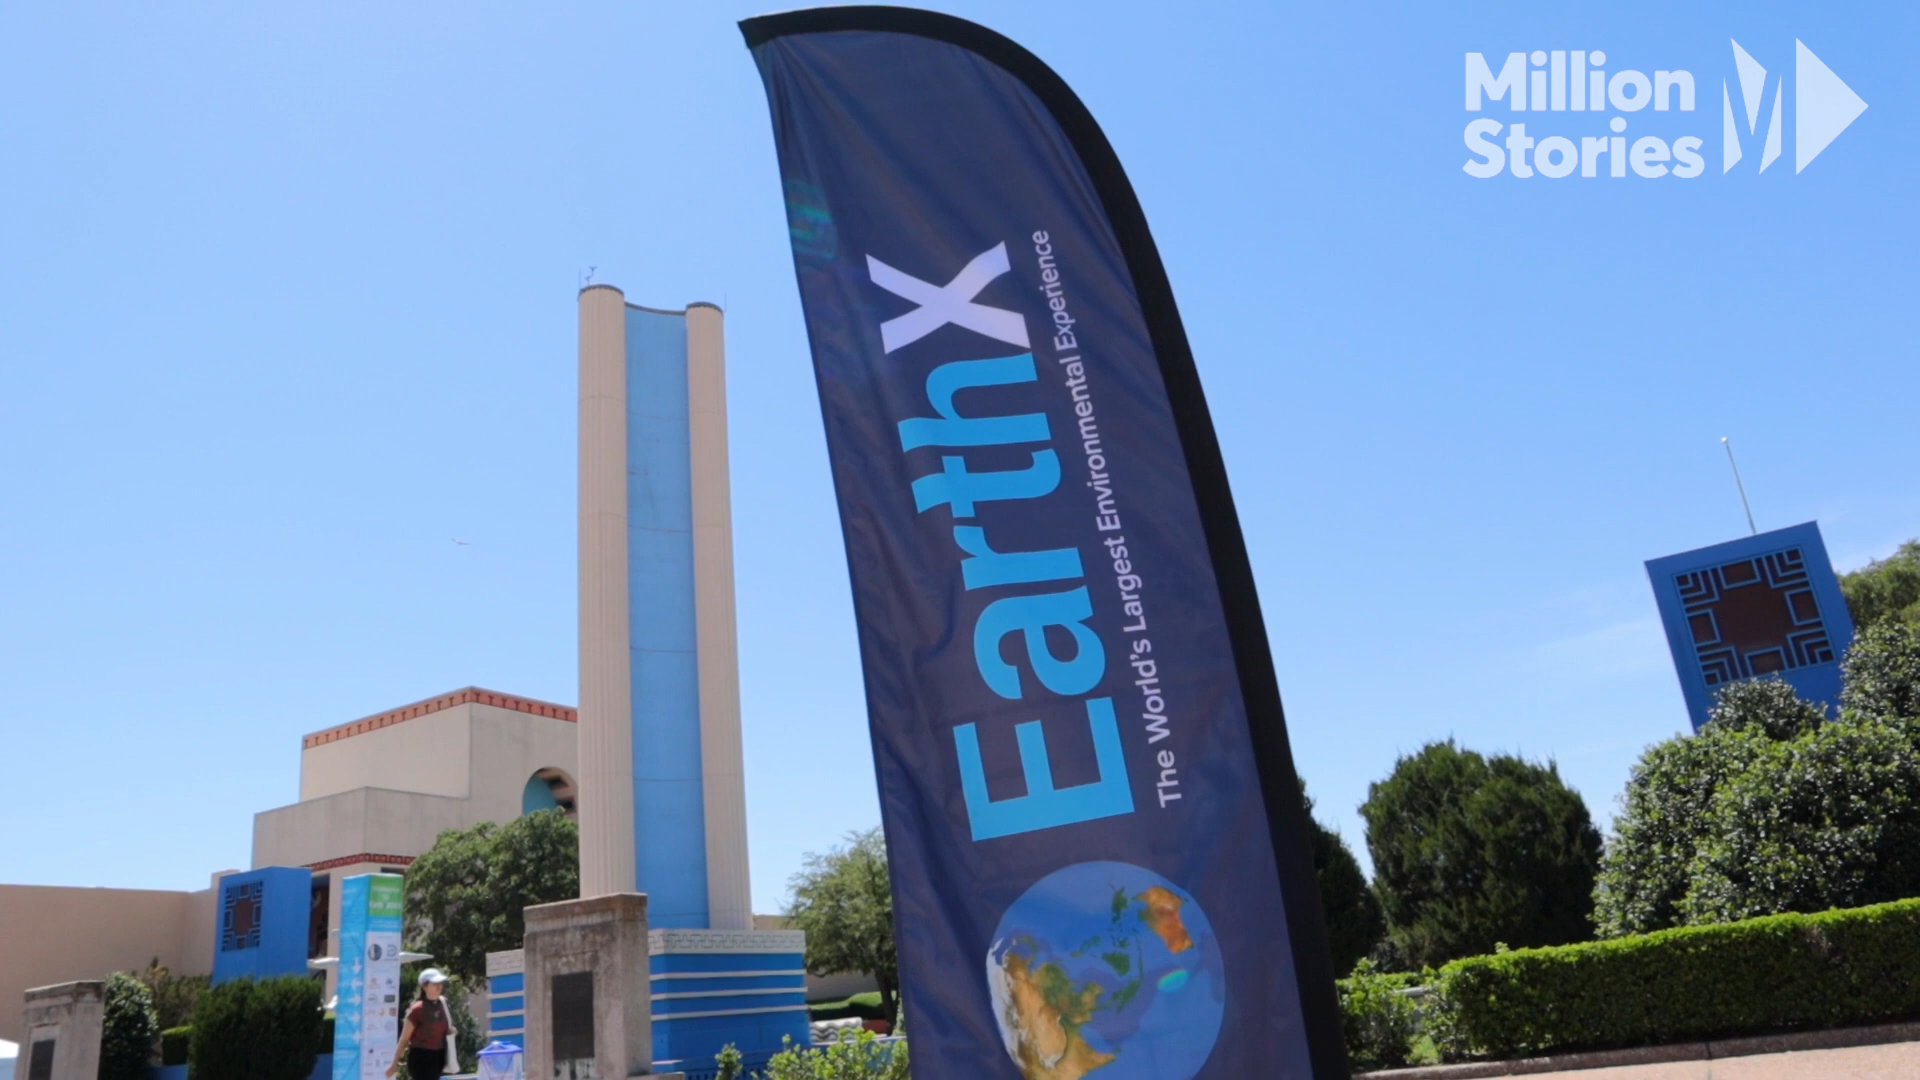 Million
Stories
EarthX
The World's Largest Environmental Experience